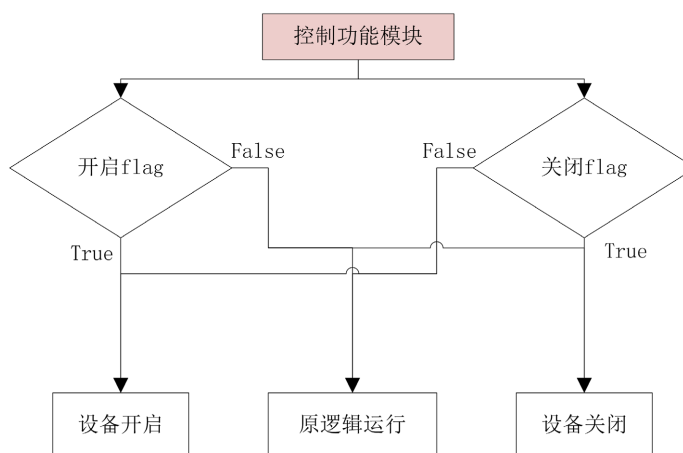 控制功能模块
开启flag
False
False
关闭flag
True
True
设备开启
原逻辑运行
设备关闭